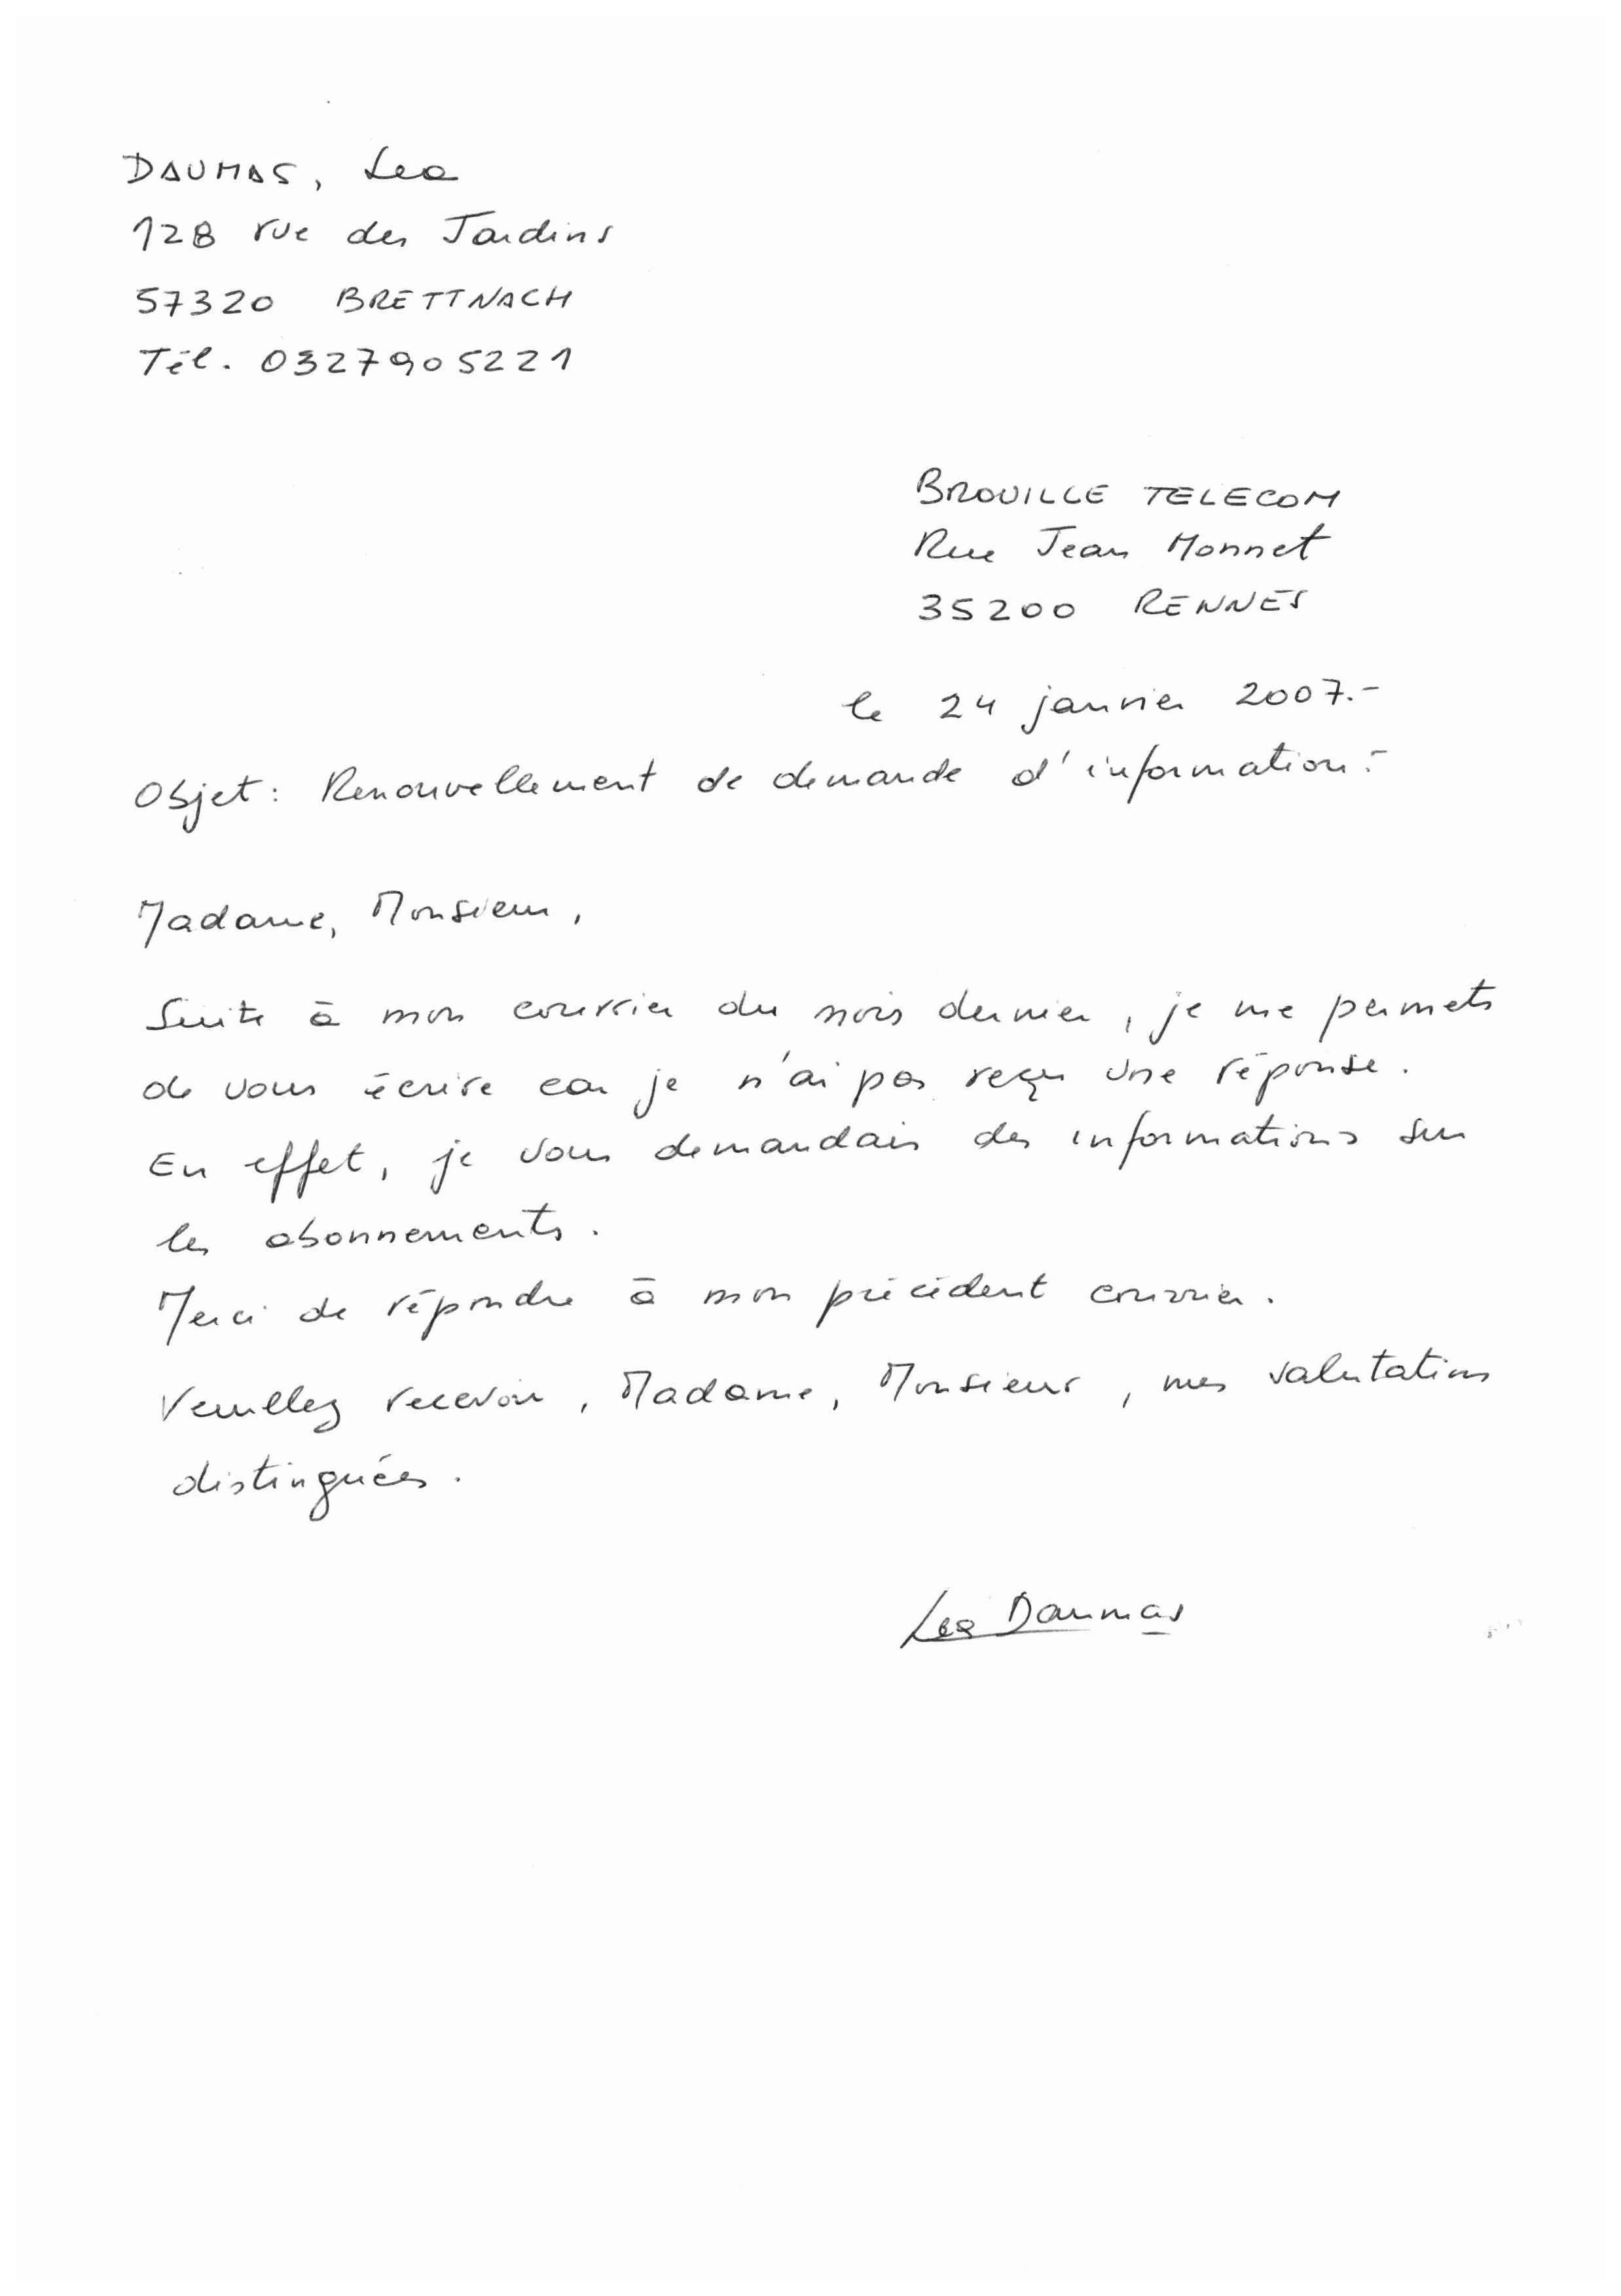 DAUMAS, Lea
128 rue des Jardins
57320 BRETTNACH
Tél. 0327905221
BROUILLE TELECOM
Rue Jean Monnet
35200 RENNES
le 24 janvier 2007.-
Objet : Renouvellement de demande d'information.-
Madame, Monsieur,
Suite à mon courrier du mois dernier, je me permets
de vous écrire car je n'ai pas reçu une réponse.
En effet, je vous demandais des informations sur
les abonnements.
Merci de répondre à mon précédent courrier.
Veuillez recevoir, Madame, Monsieur, mes salutations
distinguées.
Lea Daumas